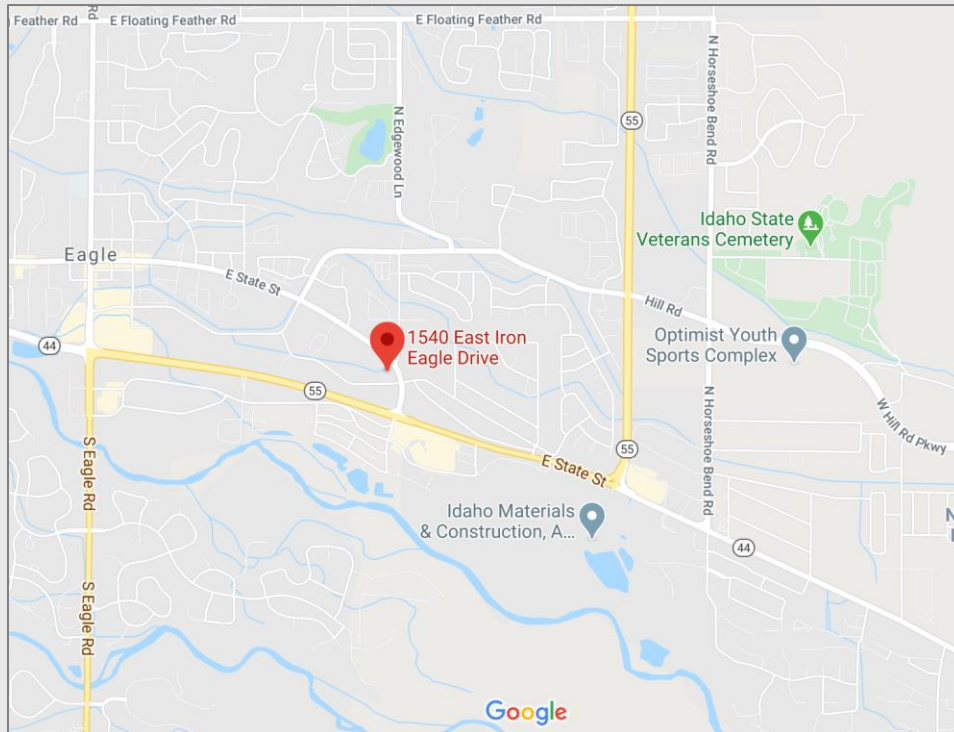 Feather Rd
E Floating Feather Rd
E Floating Feather Rd
Rd
N Edgewood Ln
N Horseshoe Bend Rd
55
Idaho State
Veterans Cemetery
Eagle
E State St
Hill Rd
1540 East Iron
Eagle Drive
Optimist Youth
Sports Complex
44
55
W Hill Rd Pkwy
N Horseshoe Bend Rd
S Eagle Rd
55
E State St
Idaho Materials
& Construction, A...
N
44
S Eagle Rd
Google